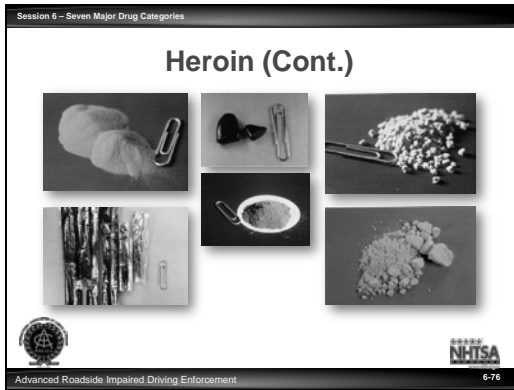 Session 6 – Seven Major Drug Categories
Heroin (Cont.)
NHTSA
Advanced Roadside Impaired Driving Enforcement
6-76